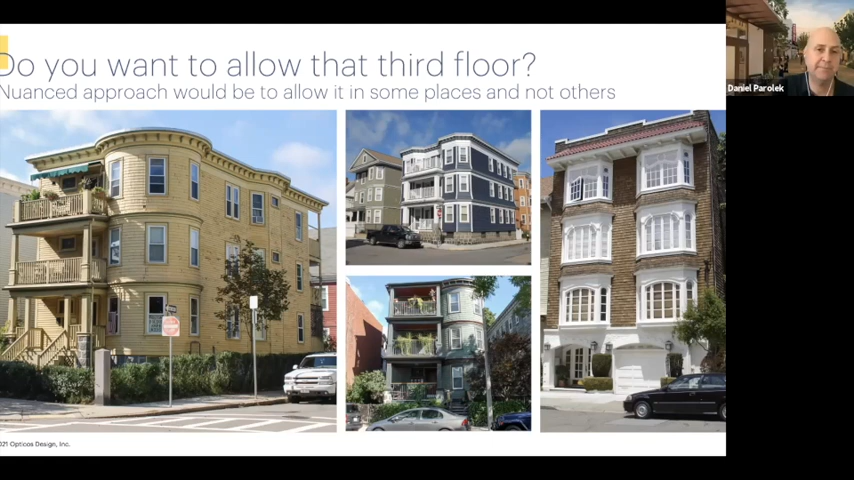 Do you want to allow that third floor?
Nuanced approach would be to allow it in some places and not others
Daniel Parolek
021 Opticos Design, Inc.